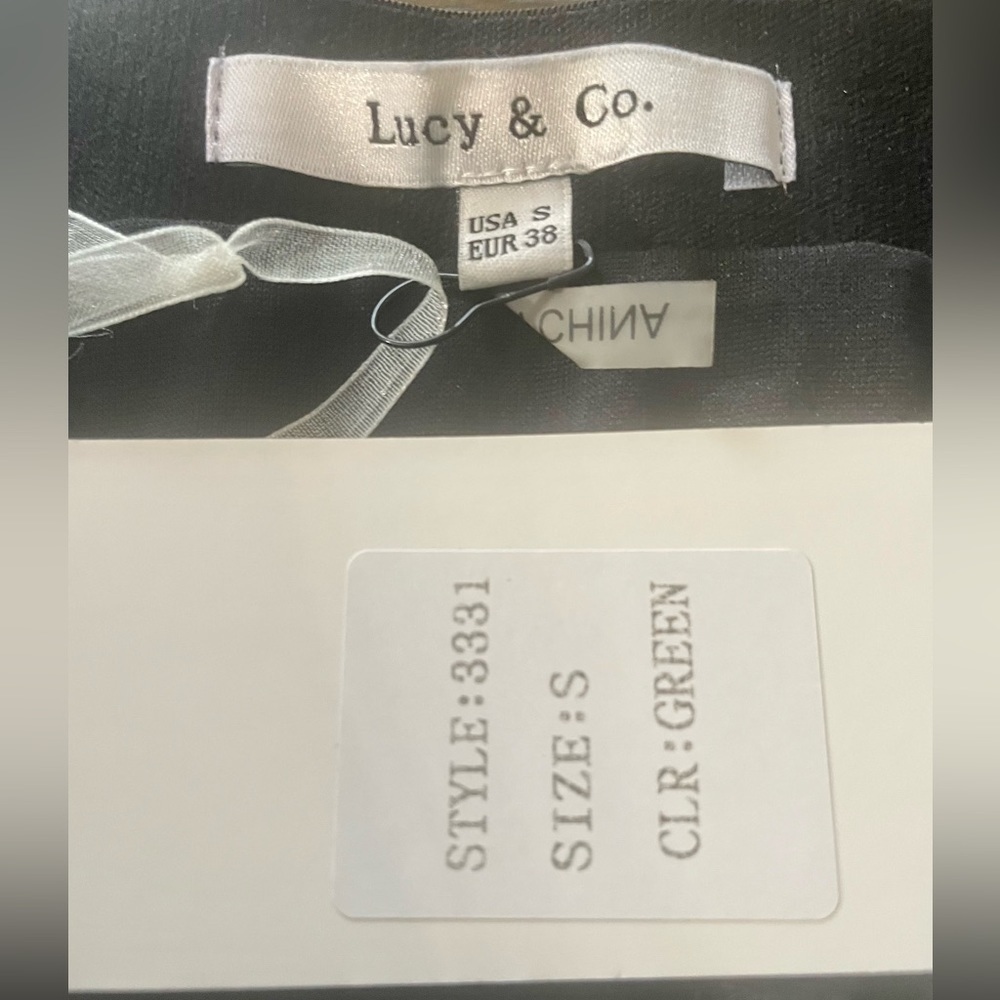 Lucy & Co.
USA S
EUR 38
CHINA
STYLE:3331
SIZE:S
CLR:GREEN